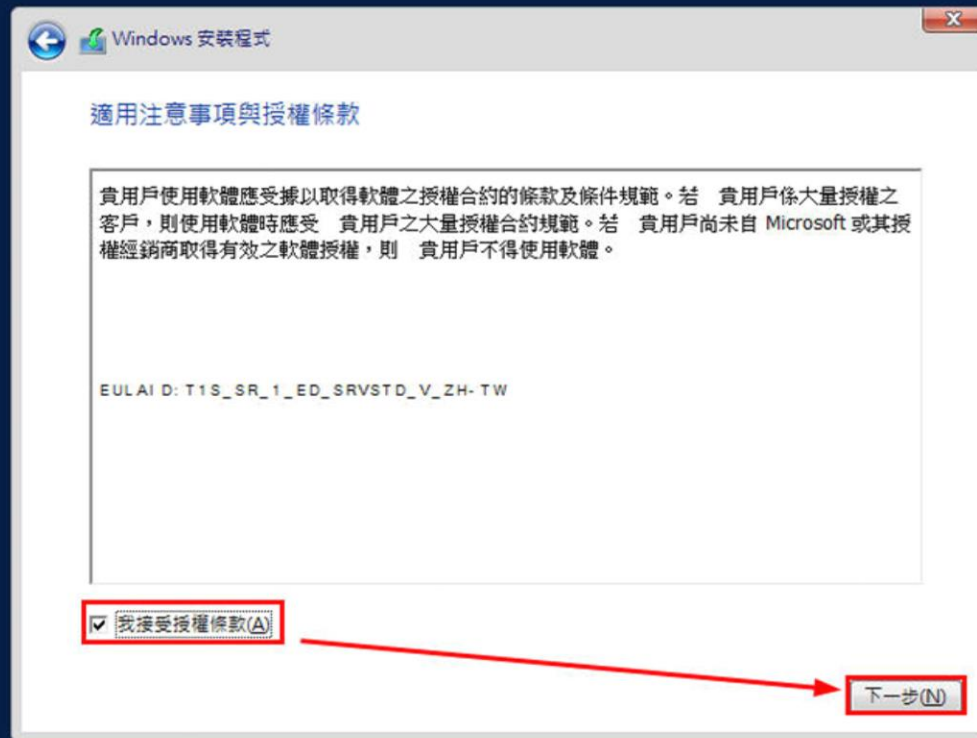 Windows 安裝程式
適用注意事項與授權條款
貴用戶使用軟體應受據以取得軟體之授權合約的條款及條件規範。若　貴用戶係大量授權之
客戶，則使用軟體時應受　貴用戶之大量授權合約規範。若　貴用戶尚未自 Microsoft 或其授
權經銷商取得有效之軟體授權，則　貴用戶不得使用軟體。
EULAI D: T1S_SR_1_ED_SRVSTD_V_ZH- TW
我接受授權條款(A)
下一步(N)